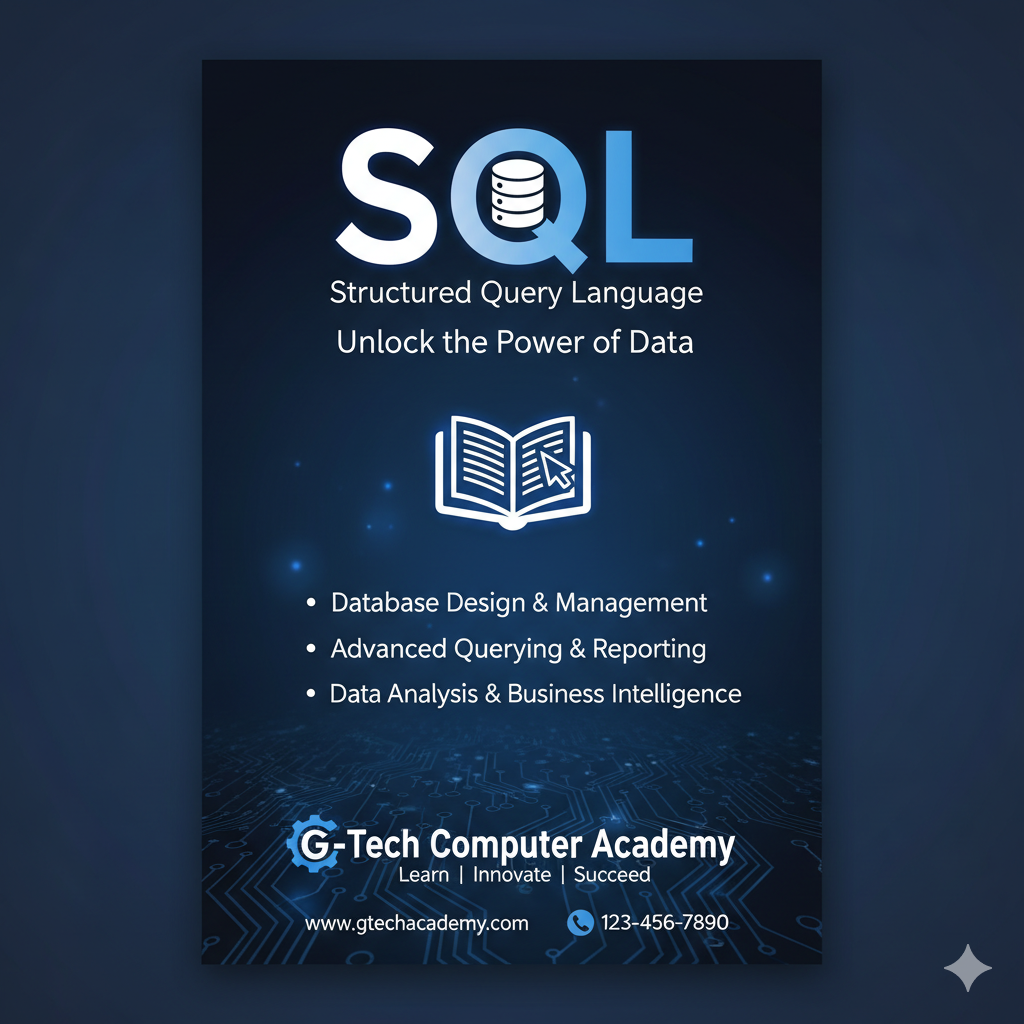 SQL
Structured Query Language
Unlock the Power of Data
• Database Design & Management
• Advanced Querying & Reporting
• Data Analysis & Business Intelligence
G-Tech Computer Academy
Learn | Innovate | Succeed
www.gtechacademy.com 123-456-7890